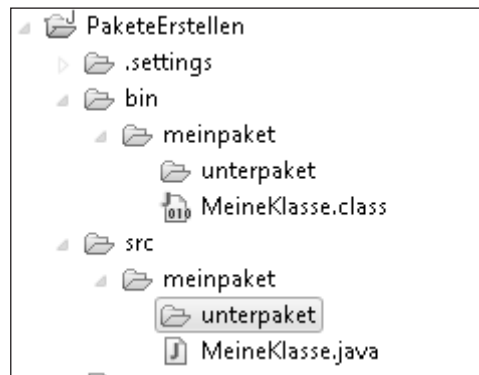 PaketeErstellen
.settings
bin
meinpaket
unterpaket
MeineKlasse.class
src
meinpaket
unterpaket
MeineKlasse.java